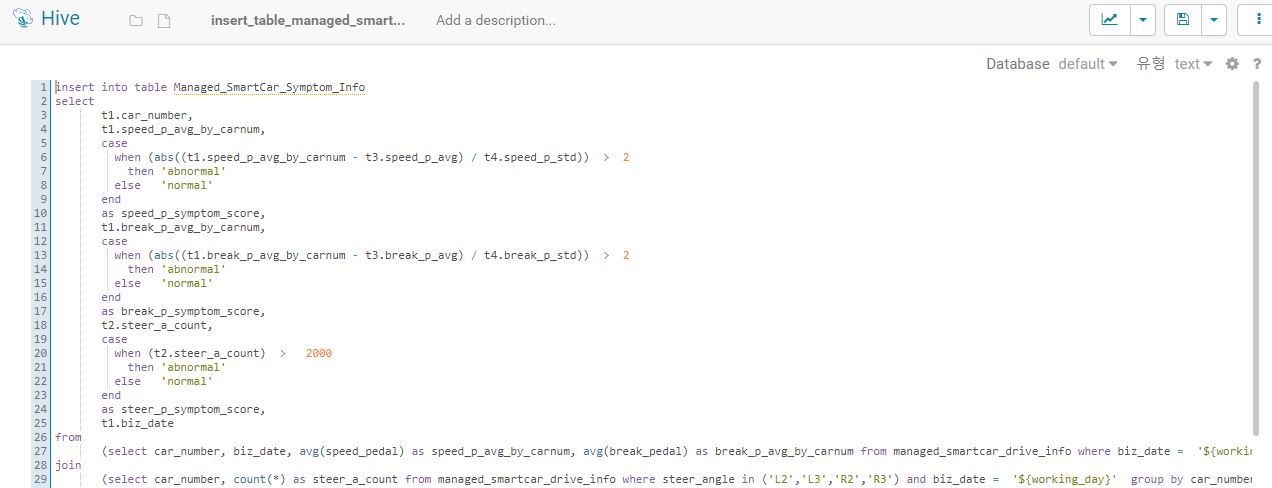 Hive
insert_table_managed_smart... Add a description...
Database default 유형 text ?
1 insert into table Managed_SmartCar_Symptom_Info
2 select
3 t1.car_number,
4 t1.speed_p_avg_by_carnum,
5 case
6 when (abs((t1.speed_p_avg_by_carnum - t3.speed_p_avg) / t4.speed_p_std)) > 2
7 then 'abnormal'
8 else 'normal'
9 end
10 as speed_p_symptom_score,
11 t1.break_p_avg_by_carnum,
12 case
13 when (abs((t1.break_p_avg_by_carnum - t3.break_p_avg) / t4.break_p_std)) > 2
14 then 'abnormal'
15 else 'normal'
16 end
17 as break_p_symptom_score,
18 t2.steer_a_count,
19 case
20 when (t2.steer_a_count) > 2000
21 then 'abnormal'
22 else 'normal'
23 end
24 as steer_p_symptom_score,
25 t1.biz_date
26 from
27 (select car_number, biz_date, avg(speed_pedal) as speed_p_avg_by_carnum, avg(break_pedal) as break_p_avg_by_carnum from managed_smartcar_drive_info where biz_date = '${workin
28 join
29 (select car_number, count(*) as steer_a_count from managed_smartcar_drive_info where steer_angle in ('L2','L3','R2','R3') and biz_date = '${working_day}' group by car_number